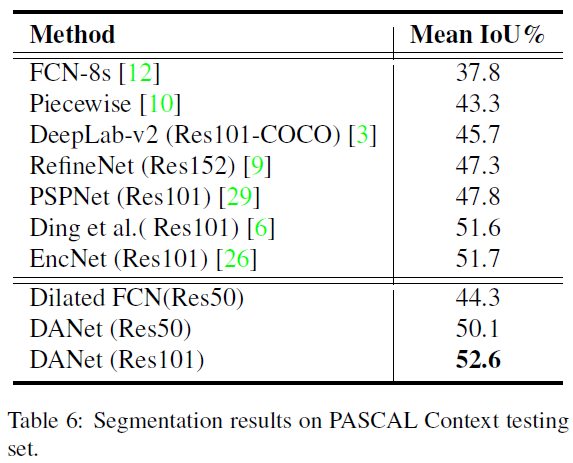 Method Mean IoU%
FCN-8s [12] 37.8
Piecewise [10] 43.3
DeepLab-v2 (Res101-COCO) [3] 45.7
RefineNet (Res152) [9] 47.3
PSPNet (Res101) [29] 47.8
Ding et al.( Res101) [6] 51.6
EncNet (Res101) [26] 51.7
Dilated FCN(Res50) 44.3
DANet (Res50) 50.1
DANet (Res101) 52.6
Table 6: Segmentation results on PASCAL Context testing
set.